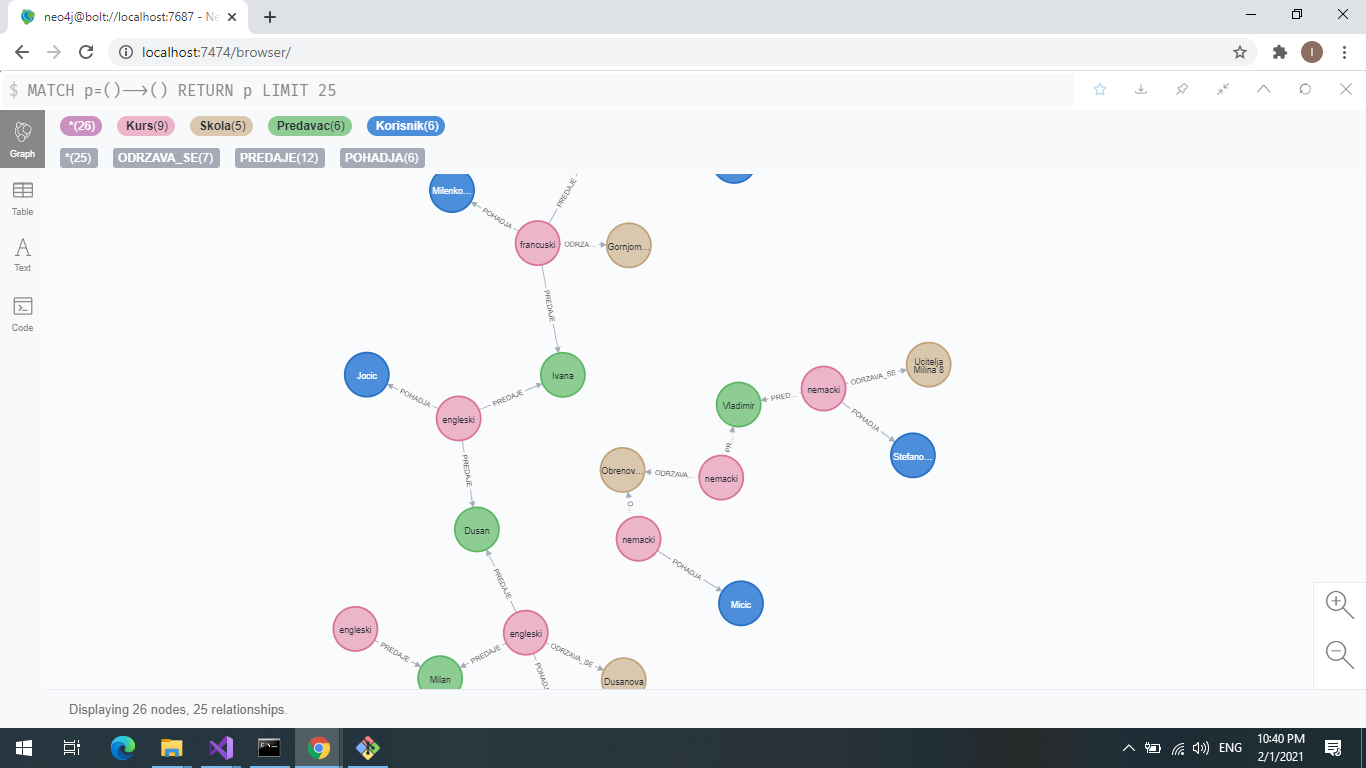 neo4j@bolt://localhost:7687 - Ne
localhost:7474/browser/
I
$ MATCH p=()-->() RETURN p LIMIT 25
*(26) Kurs(9) Skola(5) Predavac(6) Korisnik(6)
*(25) ODRZAVA_SE(7) PREDAJE(12) POHADJA(6)
Graph
Table
Text
Code
Milenko...
POHADJA
PREDAJE
francuski
ODRZA...
Gornjom...
PREDAJE
Jocic
POHADJA
PREDAJE
Ivana
engleski
PREDAJE
Ucitelja
Milina 8
ODRZAVA_SE
nemacki
PRED...
Vladimir
POHADJA
Stefano...
PR...
Obrenov...
ODRZAVA...
nemacki
O...
nemacki
POHADJA
Micic
Dusan
PREDAJE
engleski
PREDAJE
engleski
PREDAJE
ODRZAVA_SE
POHADJA
Milan
Dusanova
Displaying 26 nodes, 25 relationships.
ENG
10:40 PM
2/1/2021